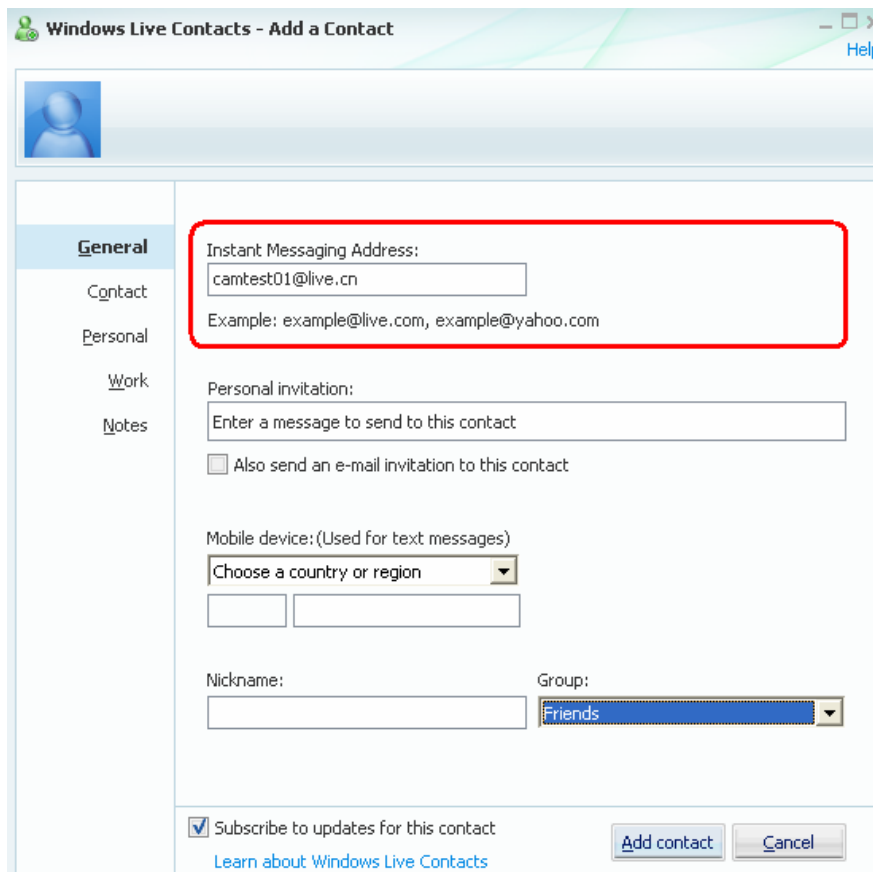 Windows Live Contacts - Add a Contact
Help
General
Contact
Personal
Work
Notes
Instant Messaging Address:
camtest01@live.cn
Example: example@live.com, example@yahoo.com
Personal invitation:
Enter a message to send to this contact
Also send an e-mail invitation to this contact
Mobile device:(Used for text messages)
Choose a country or region
Nickname:
Group:
Friends
Subscribe to updates for this contact
Learn about Windows Live Contacts
Add contact
Cancel